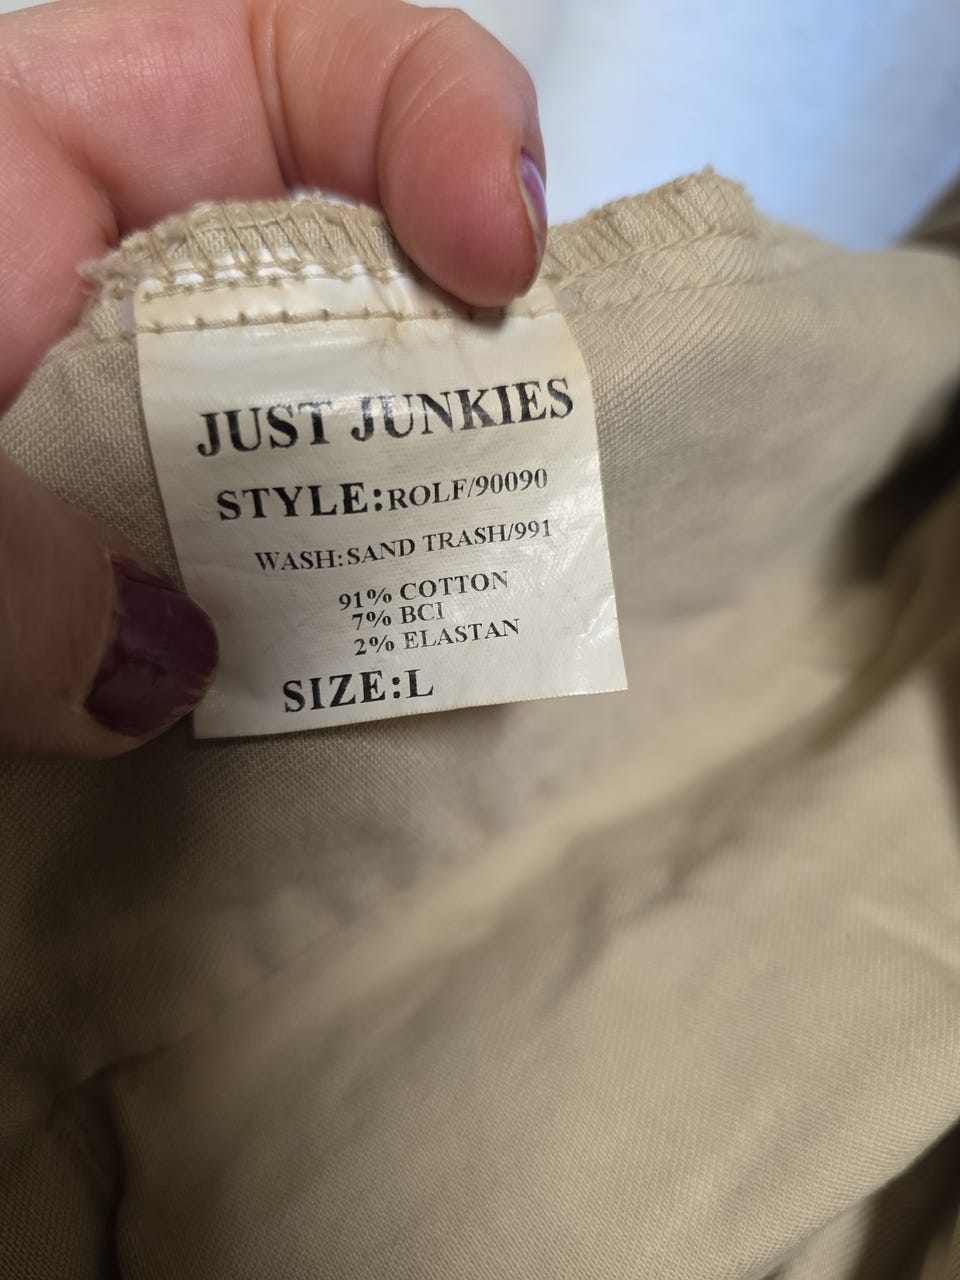 JUST JUNKIES
STYLE:ROLF/90090
WASH:SAND TRASH/991
91% COTTON
7% BCI
2% ELASTAN
SIZE:L